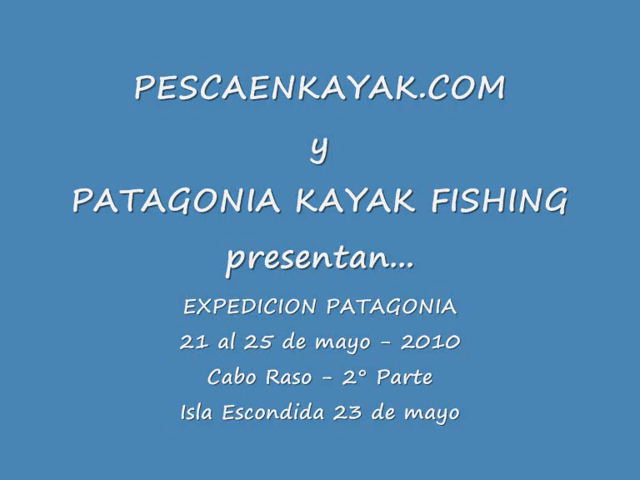 PESCAENKAYAK.COM
y
PATAGONIA KAYAK FISHING
presentan...
EXPEDICION PATAGONIA
21 al 25 de mayo - 2010
Cabo Raso - 2° Parte
Isla Escondida 23 de mayo